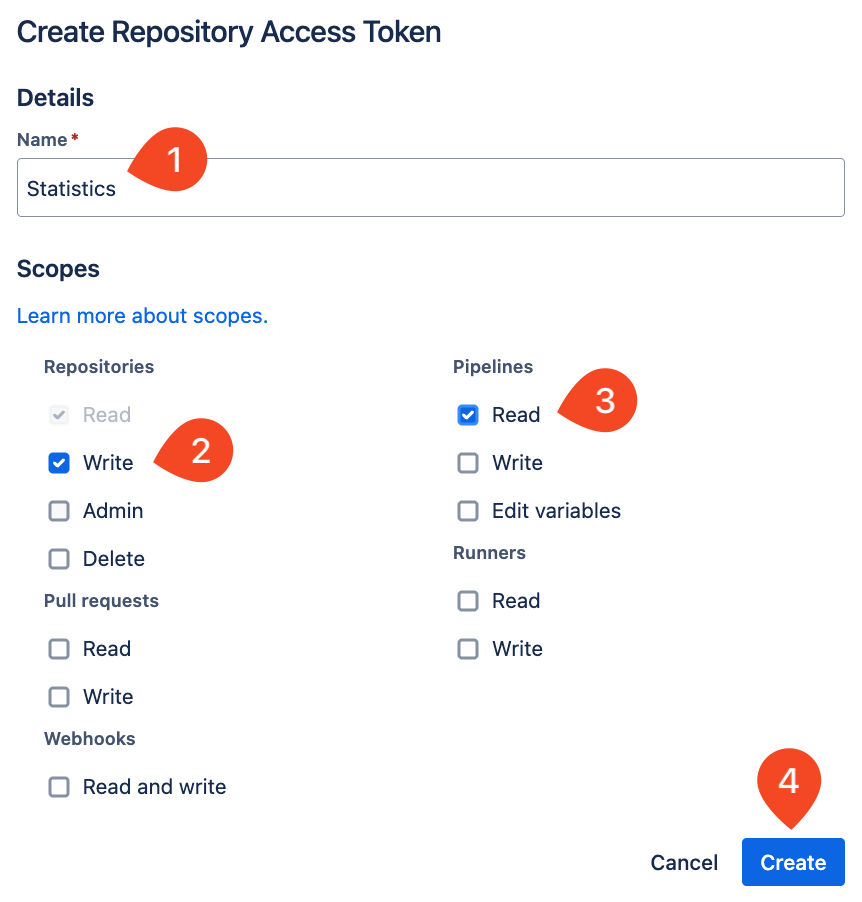 Create Repository Access Token
Details
Name *
1
Statistics
Scopes
Learn more about scopes.
Repositories
Read
Write
2
Admin
Delete
Pull requests
Read
Write
Webhooks
Read and write
Pipelines
Read
3
Write
Edit variables
Runners
Read
Write
4
Cancel
Create